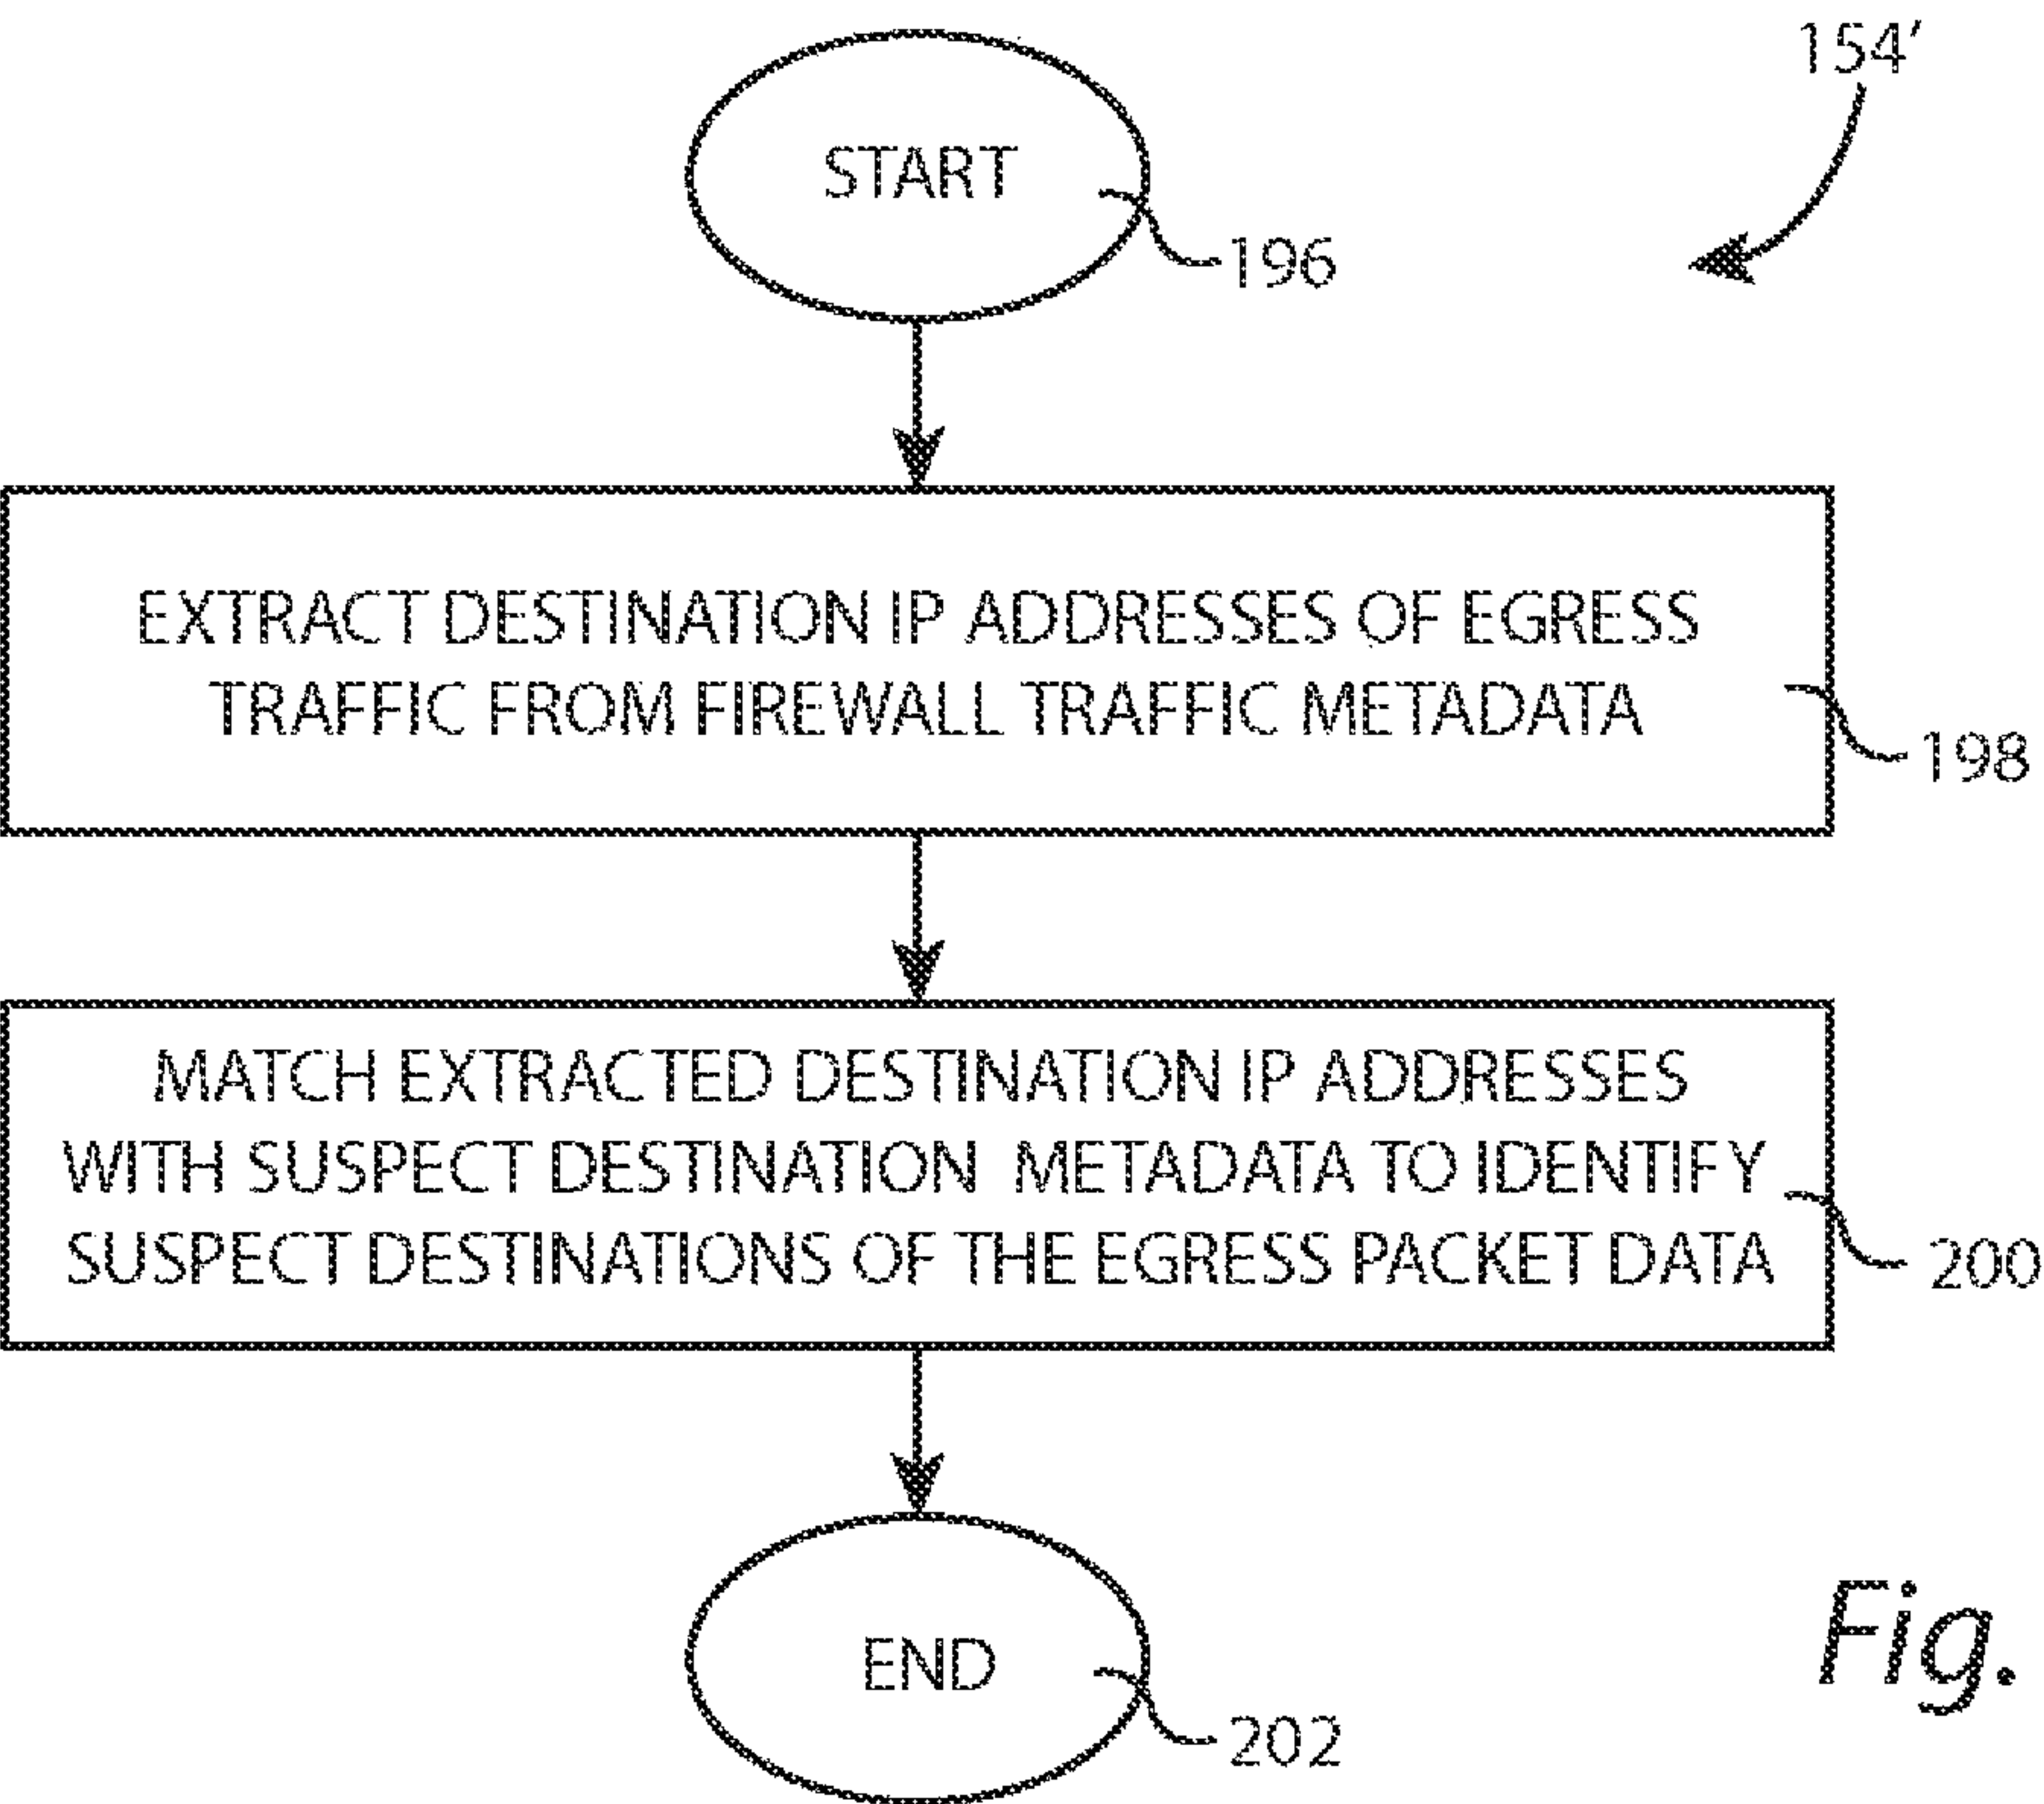 154'
START
196
EXTRACT DESTINATION IP ADDRESSES OF EGRESS
TRAFFIC FROM FIREWALL TRAFFIC METADATA
198
MATCH EXTRACTED DESTINATION IP ADDRESSES
WITH SUSPECT DESTINATION METADATA TO IDENTIFY
SUSPECT DESTINATIONS OF THE EGRESS PACKET DATA
200
END
202
Fig.